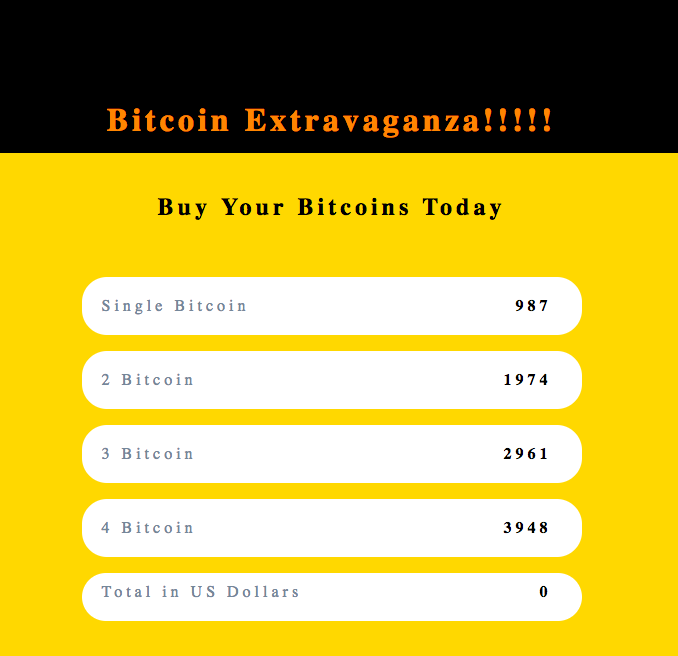 Bitcoin Extravaganza!!!!!
Buy Your Bitcoins Today
Single Bitcoin 987
2 Bitcoin 1974
3 Bitcoin 2961
4 Bitcoin 3948
Total in US Dollars 0